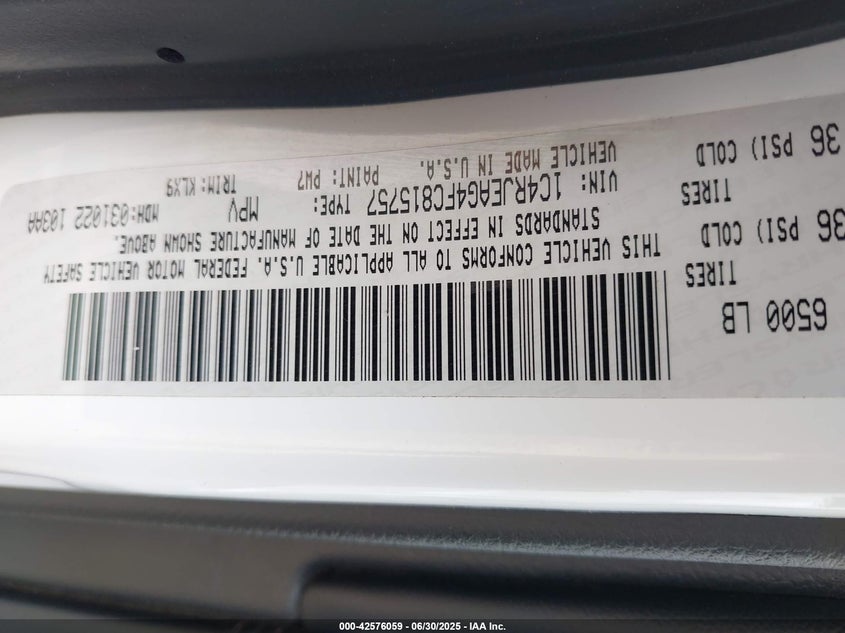 6500 LB
TIRES
36 PSI) COLD
TIRES
36 PSI) COLD
THIS VEHICLE CONFORMS TO ALL APPLICABLE U.S.A. FEDERAL MOTOR VEHICLE SAFETY
STANDARDS IN EFFECT ON THE DATE OF MANUFACTURE SHOWN ABOVE.
VIN: 1C4RJEAG4FC815757 TYPE: MPV MDH:031022 103AA
VEHICLE MADE IN U.S.A. PAINT: PW7 TRIM: KLX9
000-42576059 - 06/30/2025 - IAA Inc.